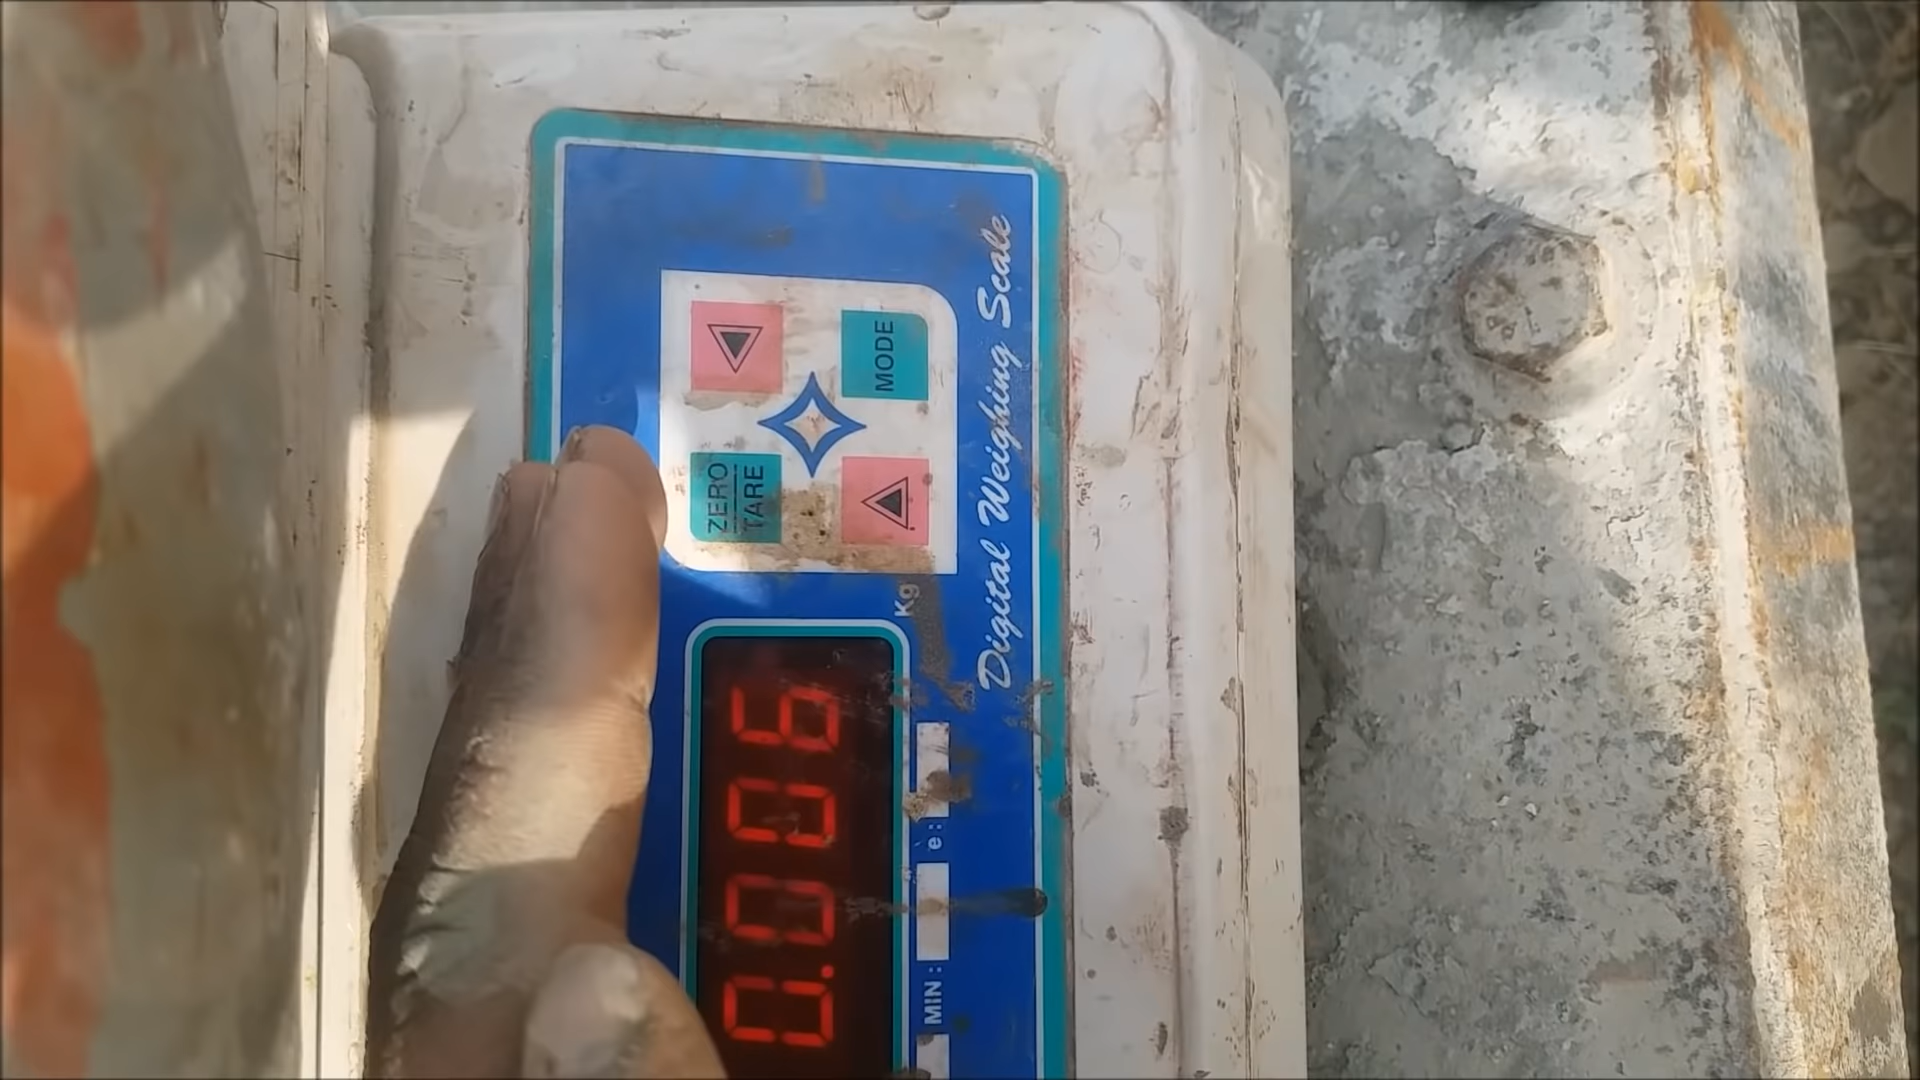 ZERO
TARE
0.006
MODE
Kg
MIN : e:
Digital Weighing Scale